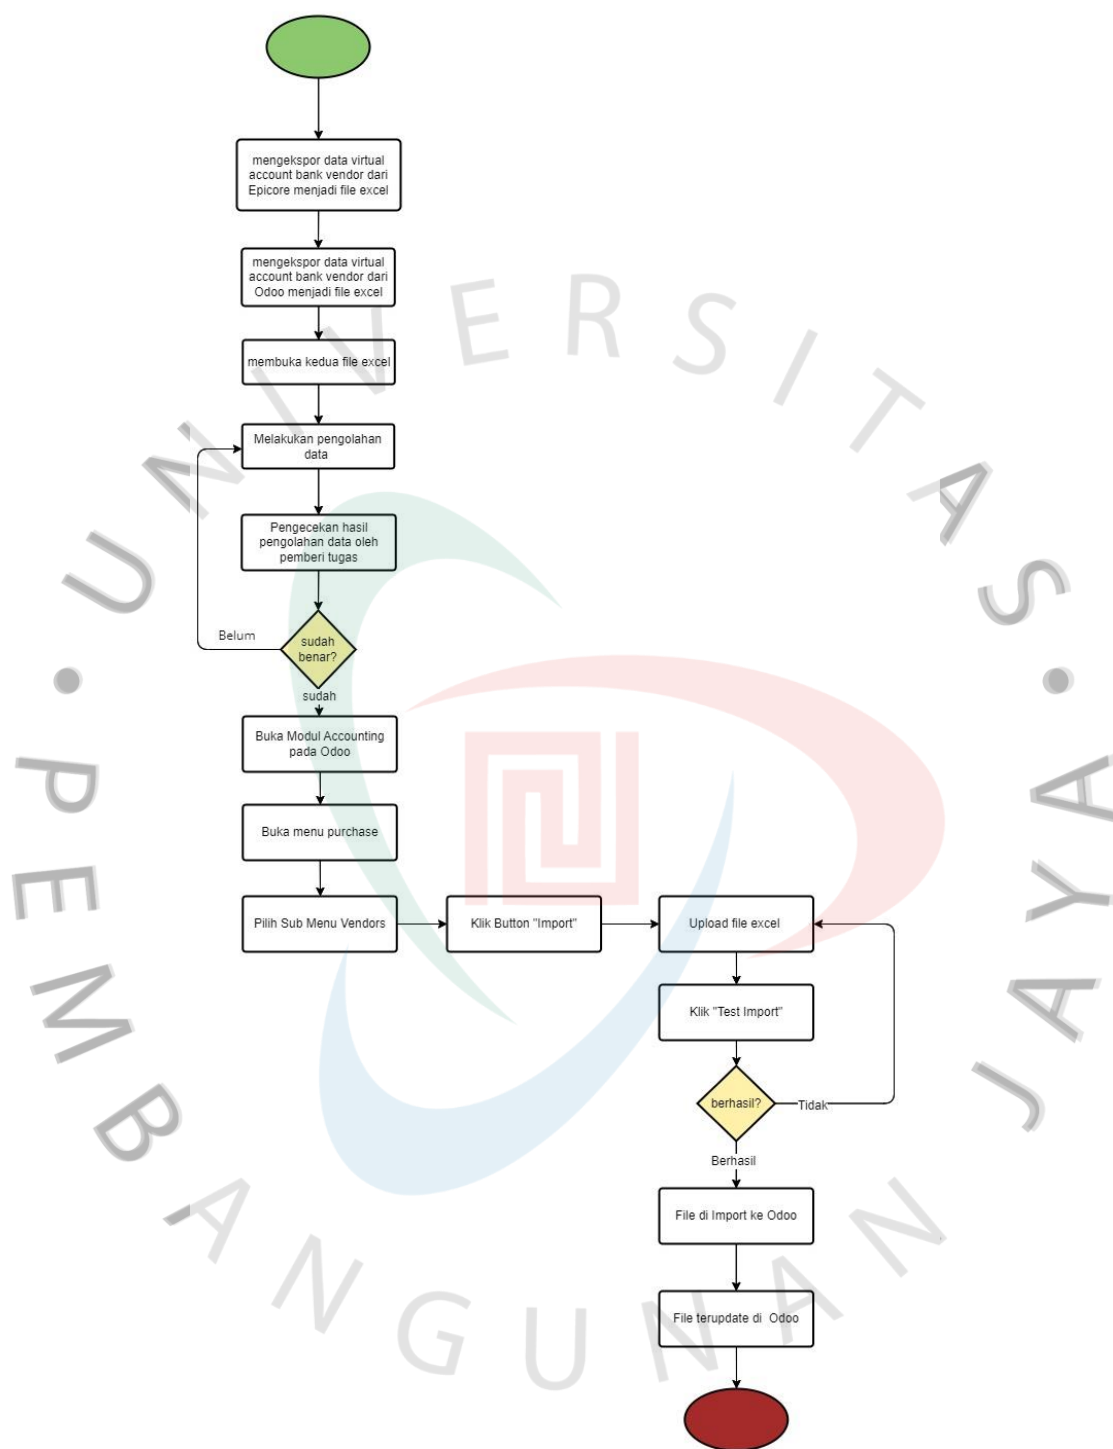 mengekspor data virtual
account bank vendor dari
Epicore menjadi file excel
mengekspor data virtual
account bank vendor dari
Odoo menjadi file excel
membuka kedua file excel
Melakukan pengolahan
data
Pengecekan hasil
pengolahan data oleh
pemberi tugas
Belum
sudah
benar?
sudah
Buka Modul Accounting
pada Odoo
Buka menu purchase
Pilih Sub Menu Vendors
Klik Button "Import"
Upload file excel
Klik "Test Import"
berhasil?
Tidak
Berhasil
File di Import ke Odoo
File terupdate di Odoo
UNIVERSITAS
PEMBANGUNAN JAYA